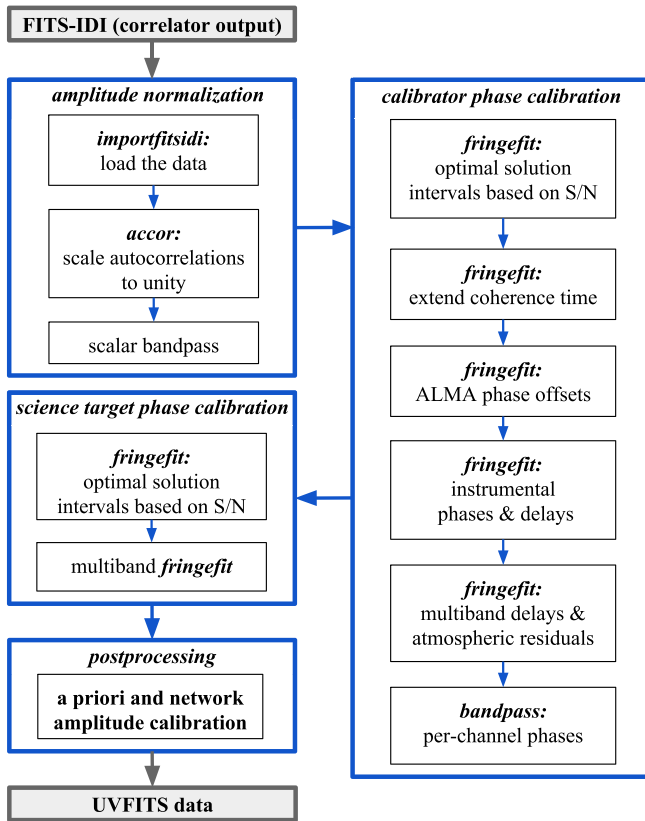 FITS-IDI (correlator output)
amplitude normalization
importfitsidi:
load the data
accor:
scale autocorrelations
to unity
scalar bandpass
calibrator phase calibration
fringefit:
optimal solution
intervals based on S/N
fringefit:
extend coherence time
fringefit:
ALMA phase offsets
fringefit:
instrumental
phases & delays
fringefit:
multiband delays &
atmospheric residuals
bandpass:
per-channel phases
science target phase calibration
fringefit:
optimal solution
intervals based on S/N
multiband fringefit
postprocessing
a priori and network
amplitude calibration
UVFITS data